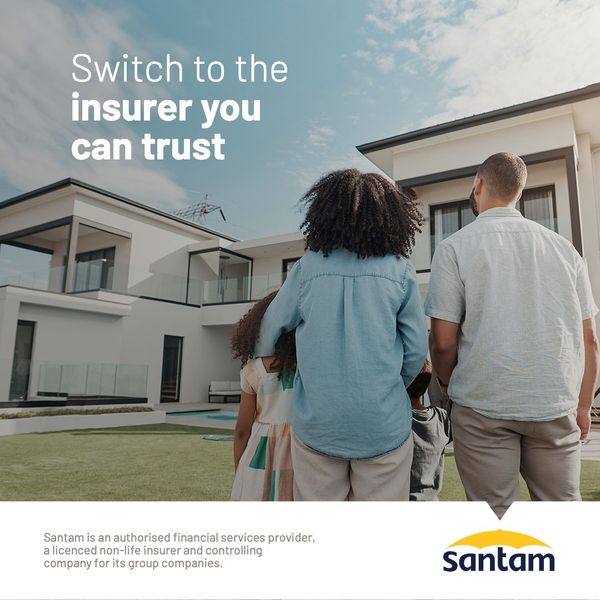 Switch to the
insurer you
can trust
Santam is an authorised financial services provider,
a licenced non-life insurer and controlling
company for its group companies.
santam